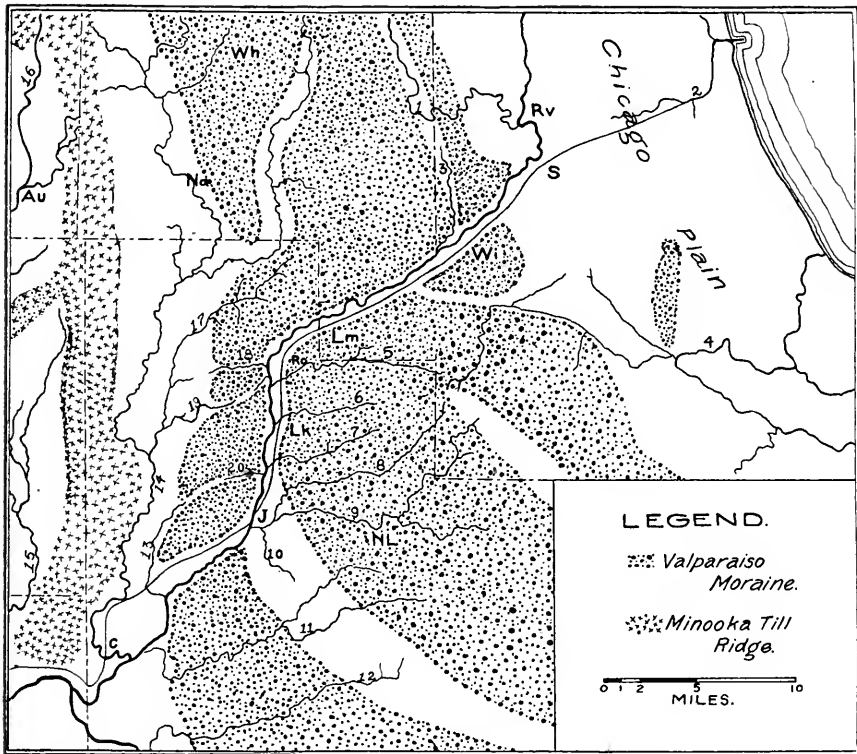 16
Wh
1
Rv
Chicago
2
Au
Na
3
S
Wi
Plain
17
Lm
4
18
Ro
5
19
6
Lk
7
20
8
14
J
9
NL
13
10
15
11
C
12
LEGEND.
Valparaiso
Moraine.
Minooka Till
Ridge.
0 1 2 5 10
MILES.